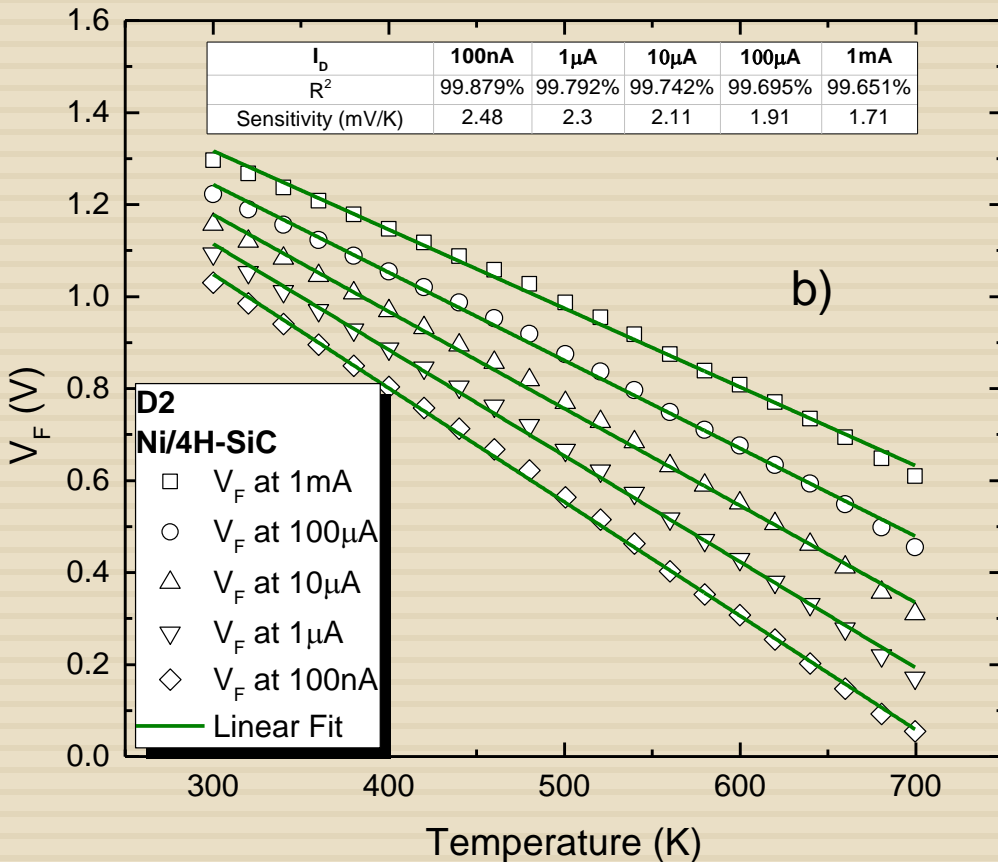 1.6
I_D 100nA 1μA 10μA 100μA 1mA
R² 99.879% 99.792% 99.742% 99.695% 99.651%
Sensitivity (mV/K) 2.48 2.3 2.11 1.91 1.71
1.4
1.2
1.0
b)
0.8
V_F (V)
D2
Ni/4H-SiC
V_F at 1mA
0.6
V_F at 100μA
0.4
V_F at 10μA
V_F at 1μA
0.2
V_F at 100nA
Linear Fit
0.0
300 400 500 600 700
Temperature (K)